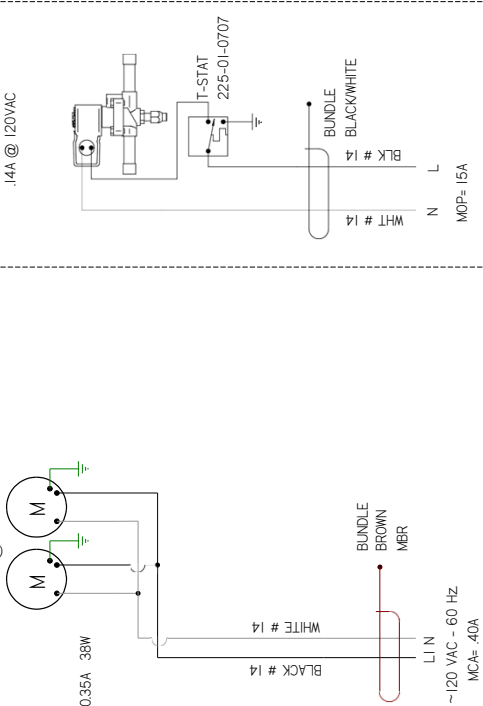 .14A @ 120VAC
T-STAT
225-01-0707
BUNDLE
BLACK/WHITE
BLK # 14
WHT # 14
N L
MOP= 15A
M
M
0.35A 38W
BUNDLE
BROWN
MBR
WHITE # 14
BLACK # 14
L1 N
~120 VAC - 60 Hz
MCA= .40A